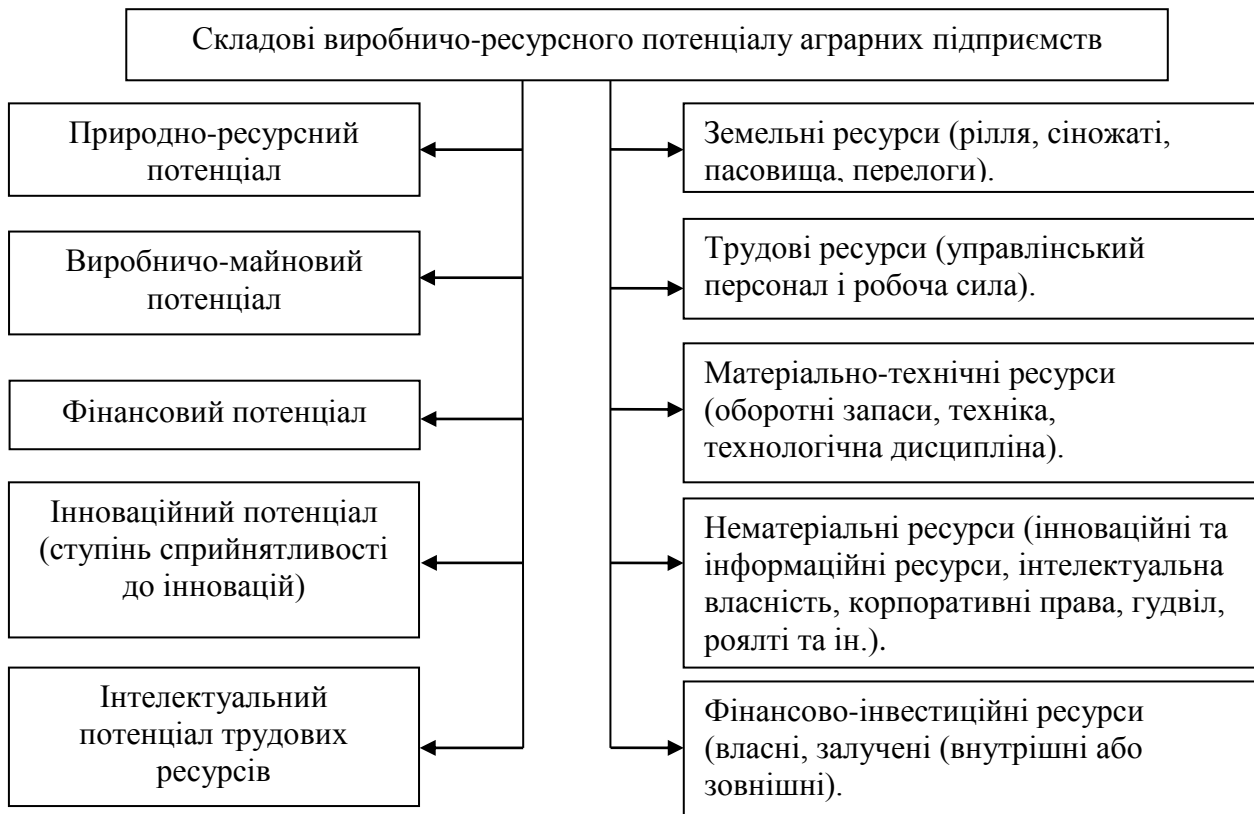 Складові виробничо-ресурсного потенціалу аграрних підприємств
Природно-ресурсний
потенціал
Виробничо-майновий
потенціал
Фінансовий потенціал
Інноваційний потенціал
(ступінь сприйнятливості
до інновацій)
Інтелектуальний
потенціал трудових
ресурсів
Земельні ресурси (рілля, сіножаті,
пасовища, перелоги).
Трудові ресурси (управлінський
персонал і робоча сила).
Матеріально-технічні ресурси
(оборотні запаси, техніка,
технологічна дисципліна).
Нематеріальні ресурси (інноваційні та
інформаційні ресурси, інтелектуальна
власність, корпоративні права, гудвіл,
роялті та ін.).
Фінансово-інвестиційні ресурси
(власні, залучені (внутрішні або
зовнішні).